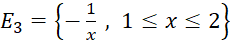 E₃ = {−1/x , 1 ≤ x ≤ 2}